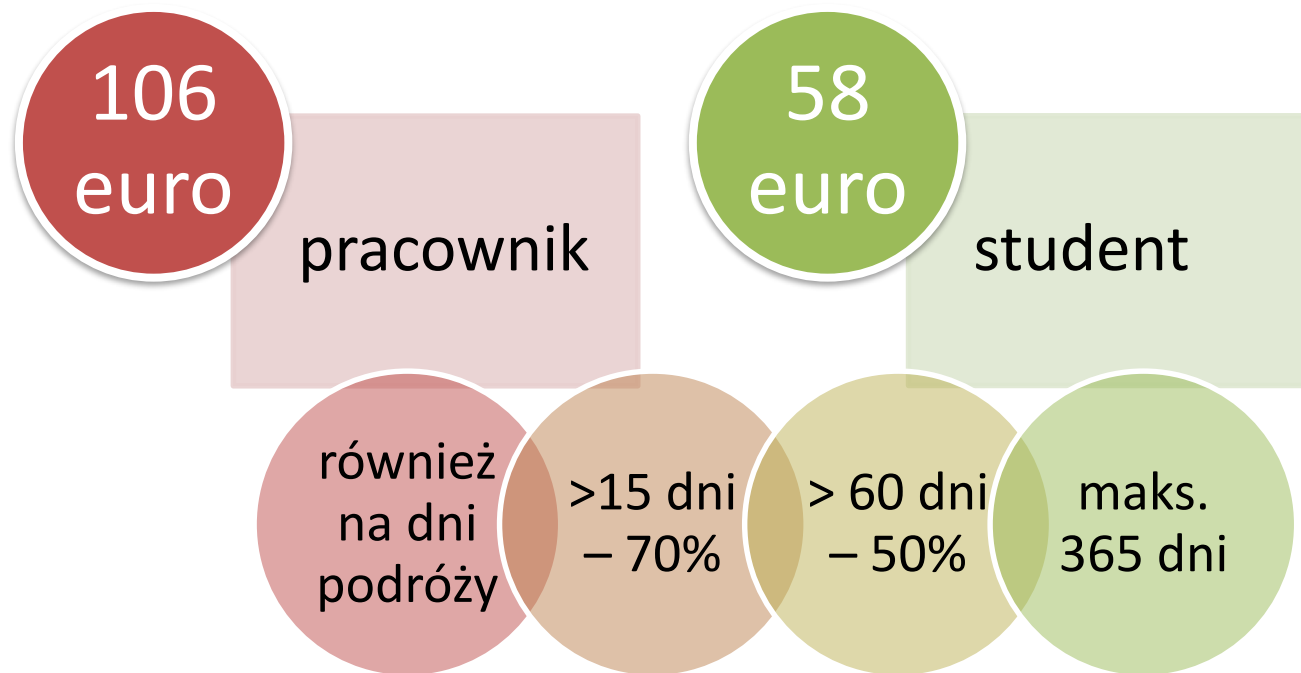 106
euro
pracownik
58
euro
student
również
na dni
podróży
>15 dni
– 70%
> 60 dni
– 50%
maks.
365 dni